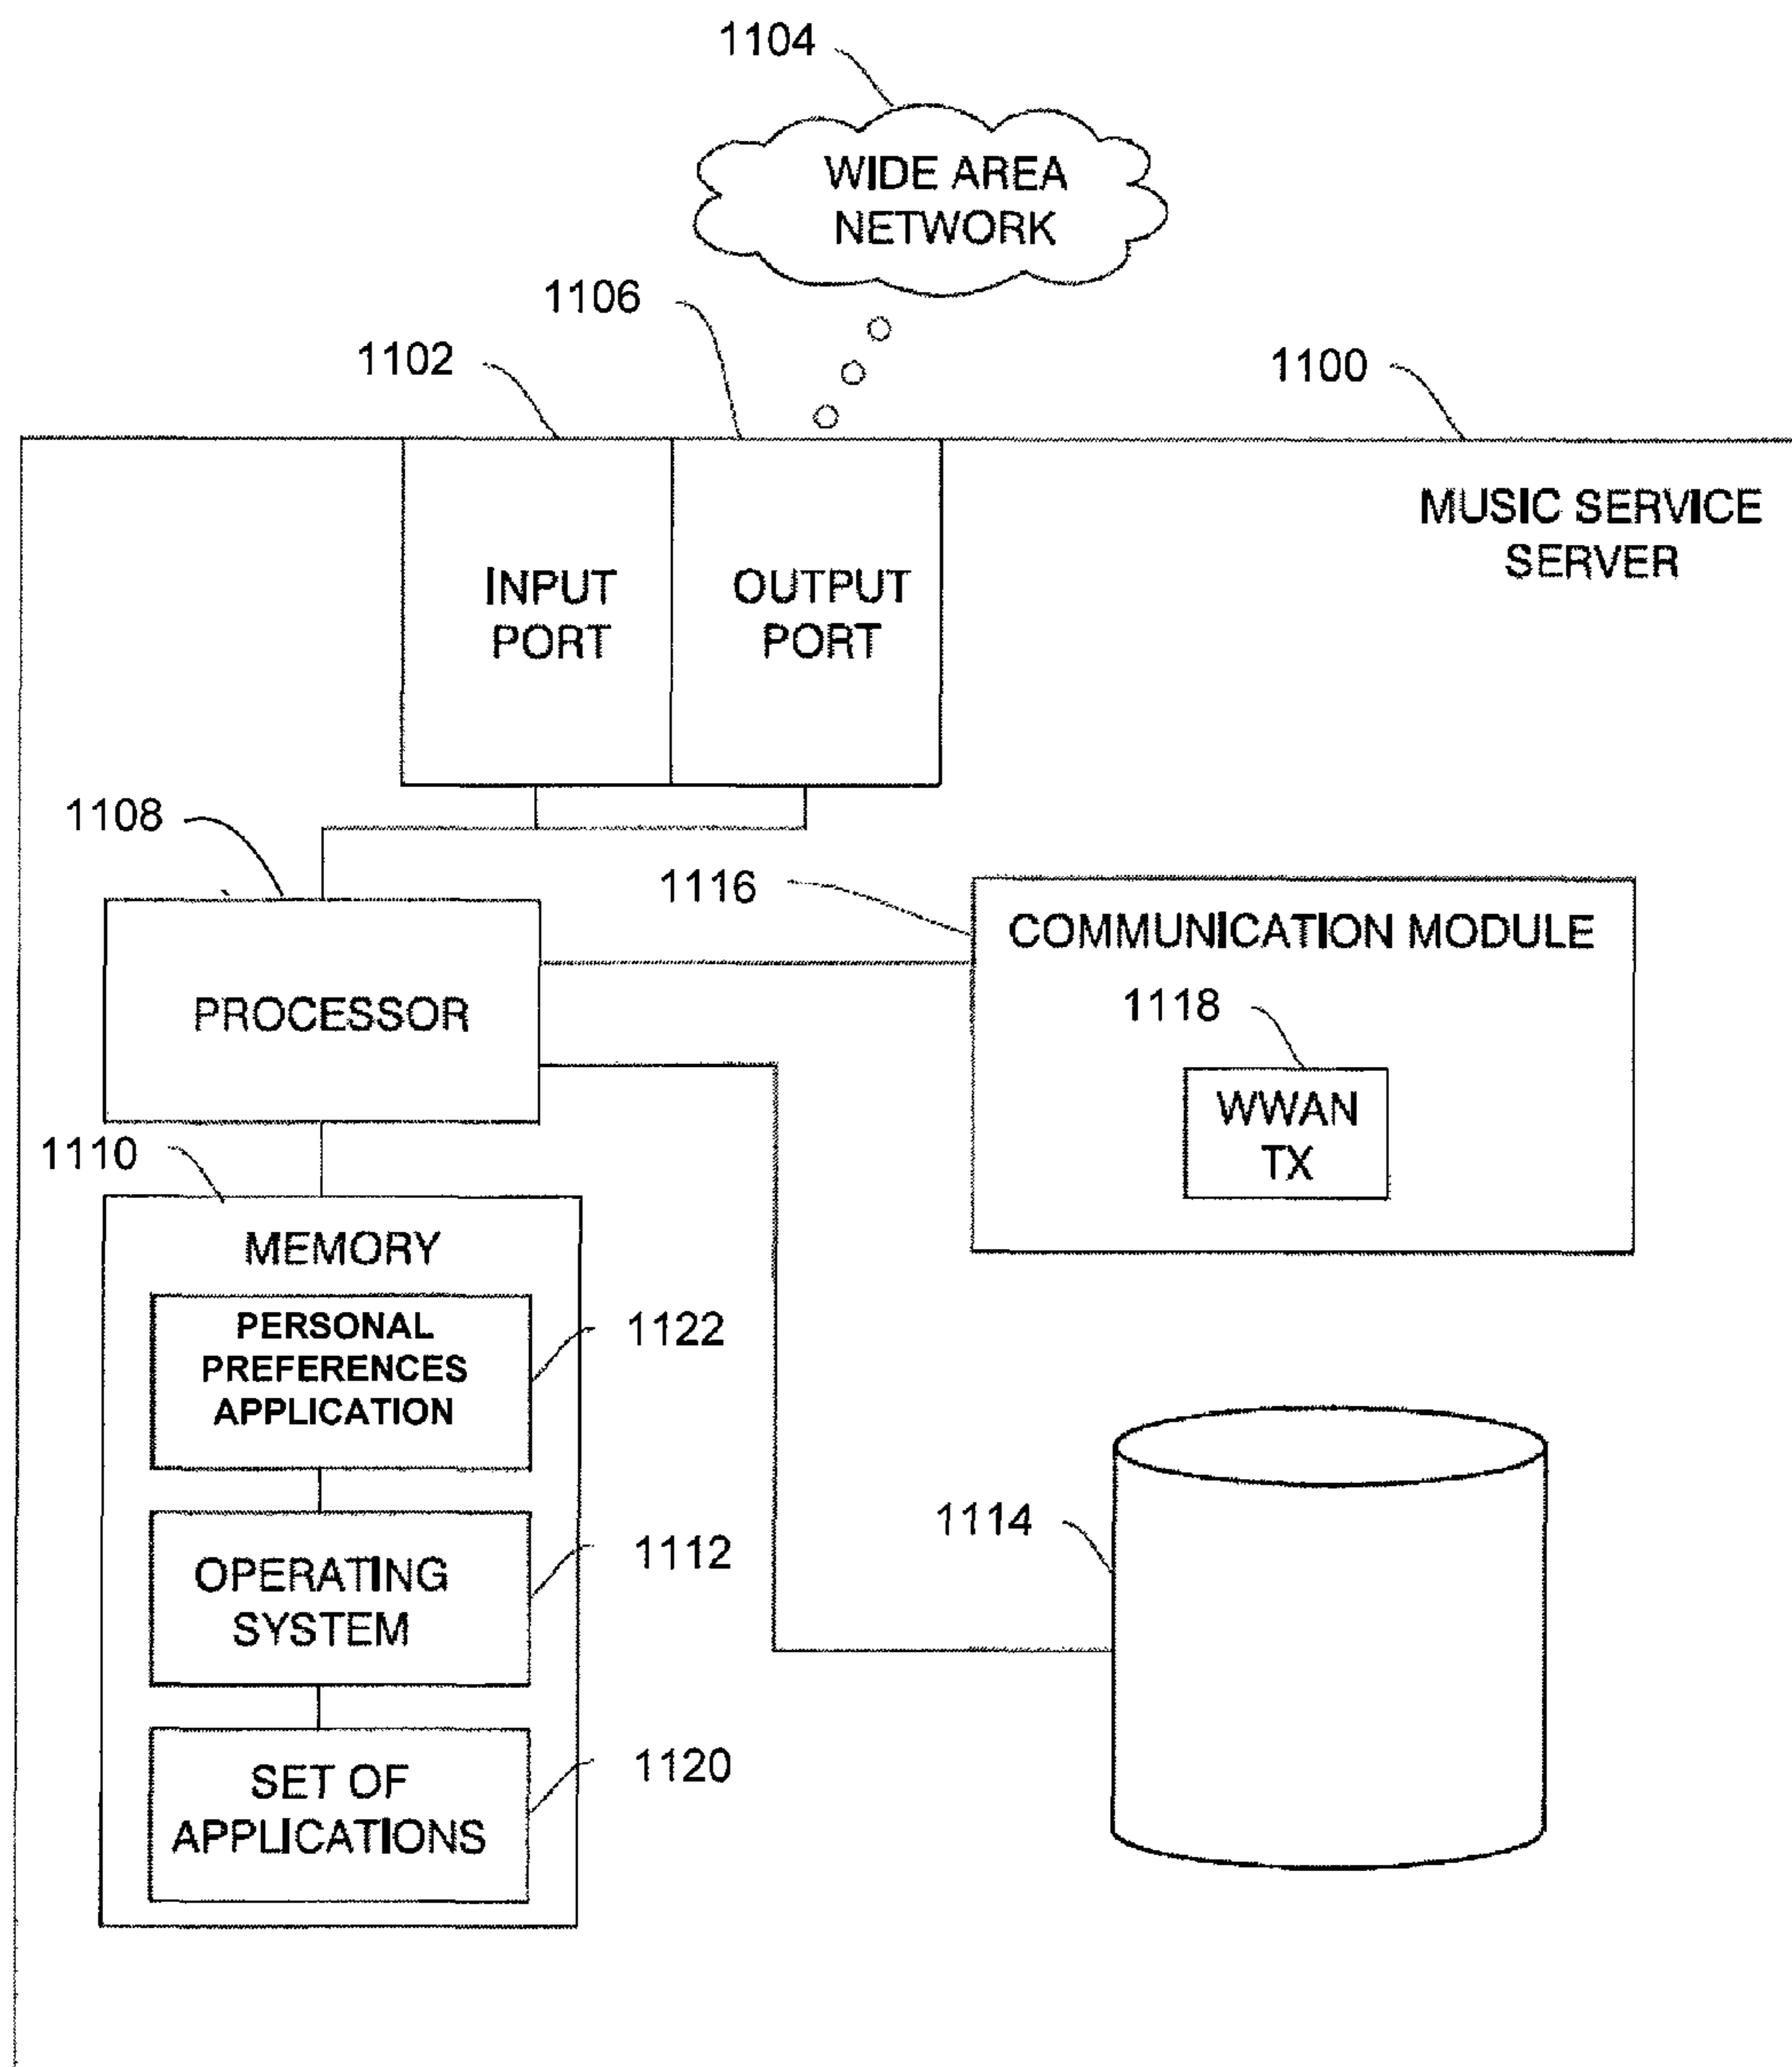 1104
WIDE AREA
NETWORK
1106
1102
1100
MUSIC SERVICE
SERVER
INPUT
PORT
OUTPUT
PORT
1108
1116
COMMUNICATION MODULE
PROCESSOR
1118
WWAN
TX
1110
MEMORY
PERSONAL
PREFERENCES
APPLICATION
1122
1114
OPERATING
SYSTEM
1112
SET OF
APPLICATIONS
1120